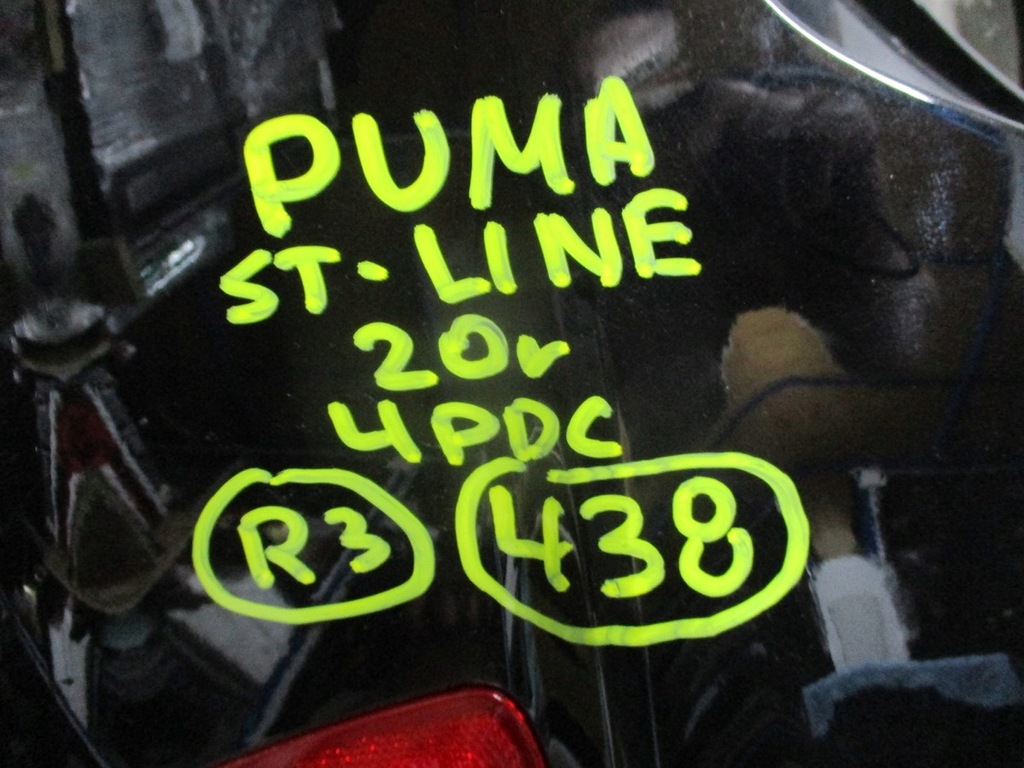 PUMA
ST-LINE
20r
4PDC
R3 438